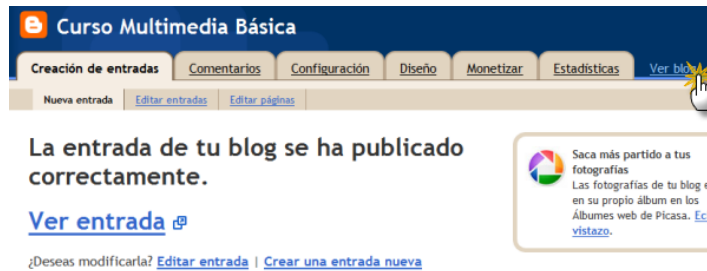 Curso Multimedia Básica
Creación de entradas Comentarios Configuración Diseño Monetizar Estadísticas Ver blog
Nueva entrada Editar entradas Editar páginas
La entrada de tu blog se ha publicado
correctamente.
Ver entrada
¿Deseas modificarla? Editar entrada | Crear una entrada nueva
Saca más partido a tus
fotografías
Las fotografías de tu blog
en su propio álbum en los
Álbumes web de Picasa.
vistazo.